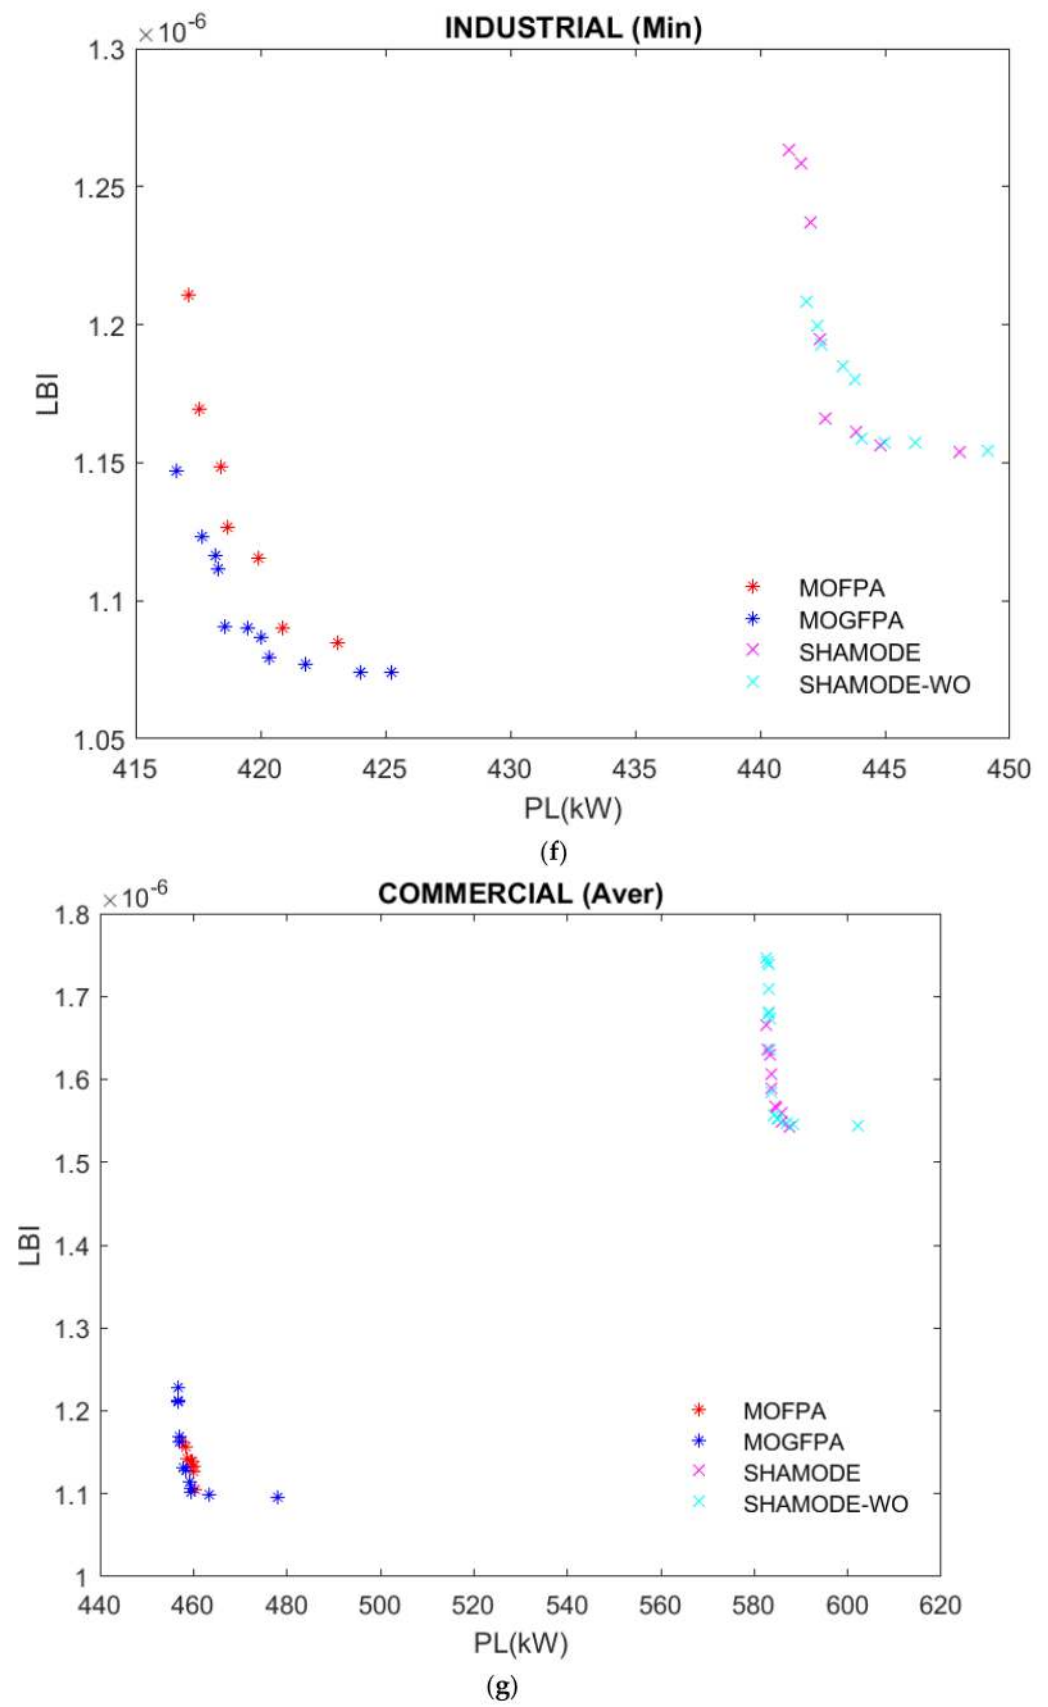 INDUSTRIAL (Min)
×10-6
1.3
1.25
1.2
1.15
1.1
1.05
LBI
MOFPA
MOGFPA
SHAMODE
SHAMODE-WO
415 420 425 430 435 440 445 450
PL(kW)
(f)
COMMERCIAL (Aver)
×10-6
1.8
1.7
1.6
1.5
1.4
1.3
1.2
1.1
1
LBI
MOFPA
MOGFPA
SHAMODE
SHAMODE-WO
440 460 480 500 520 540 560 580 600 620
PL(kW)
(g)